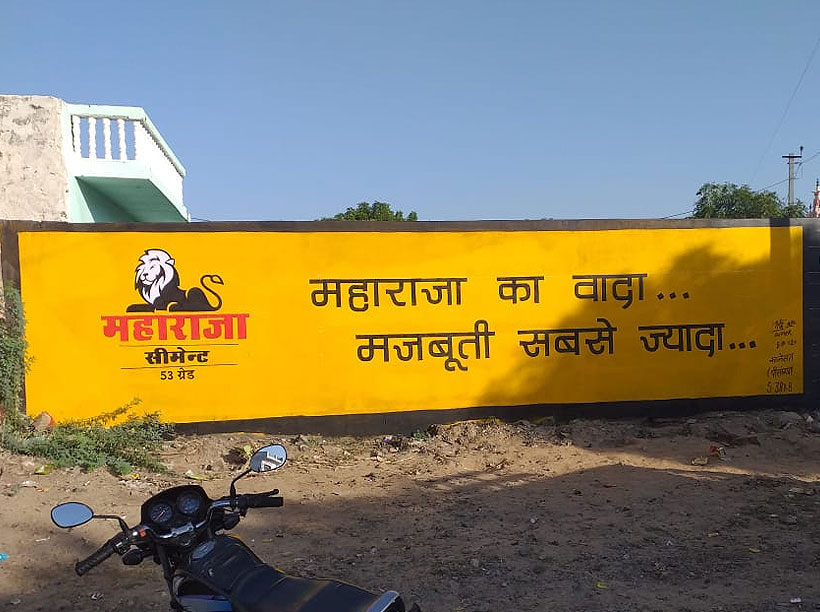 महाराजा
सीमेन्ट
53 ग्रेड
महाराजा का वादा...
मजबूती सबसे ज्यादा...